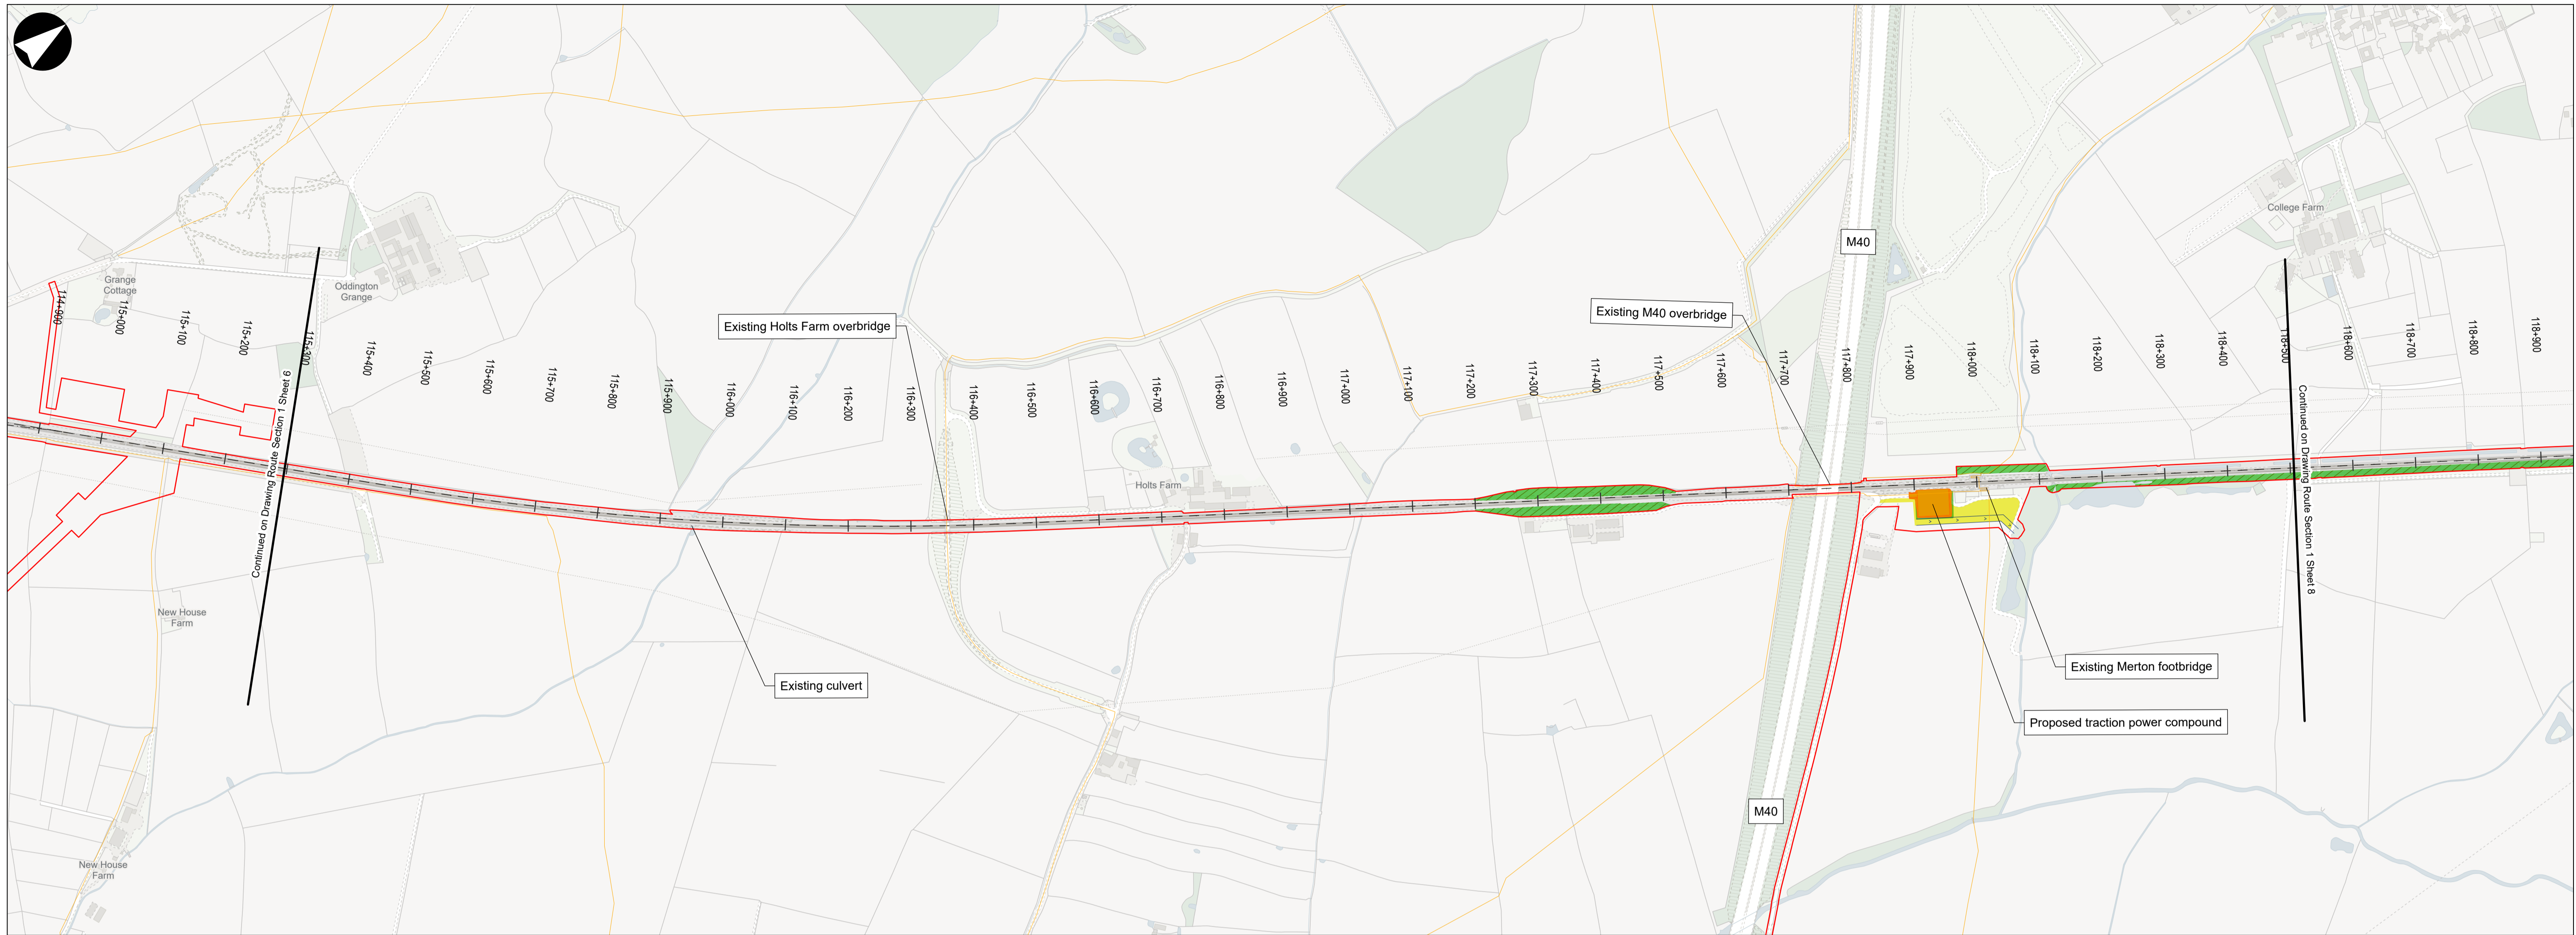 M40
College Farm
Grange
Cottage
Oddington
Grange
Existing Holts Farm overbridge
Existing M40 overbridge
114+900
115+000
115+100
115+200
115+300
115+400
115+500
115+600
115+700
115+800
115+900
116+000
116+100
116+200
116+300
116+400
116+500
116+600
116+700
116+800
116+900
117+000
117+100
117+200
117+300
117+400
117+500
117+600
117+700
117+800
117+900
118+000
118+100
118+200
118+300
118+400
118+500
118+600
118+700
118+800
118+900
Continued on Drawing Route Section 1 Sheet 6
Continued on Drawing Route Section 1 Sheet 8
Holts Farm
New House
Farm
Existing culvert
Existing Merton footbridge
Proposed traction power compound
M40
New House
Farm